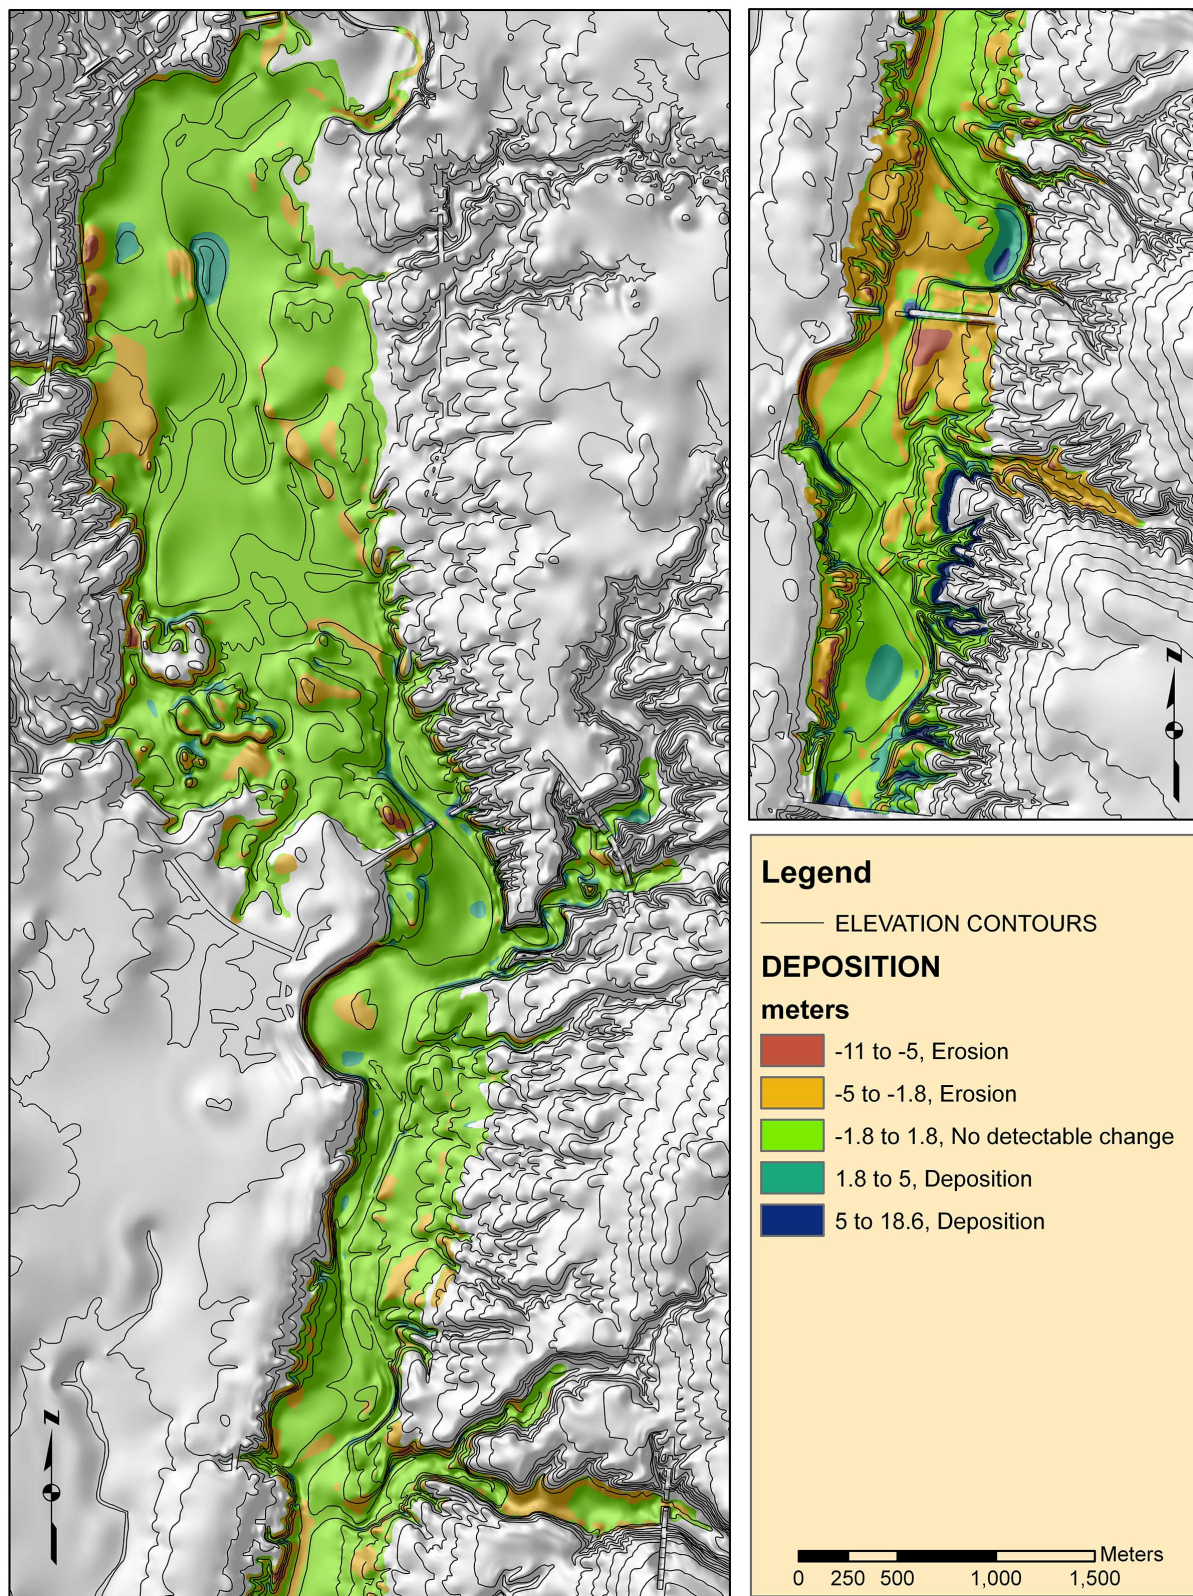 Z
Z
Legend
ELEVATION CONTOURS
DEPOSITION
meters
-11 to -5, Erosion
-5 to -1.8, Erosion
-1.8 to 1.8, No detectable change
1.8 to 5, Deposition
5 to 18.6, Deposition
Meters
0 250 500 1,000 1,500